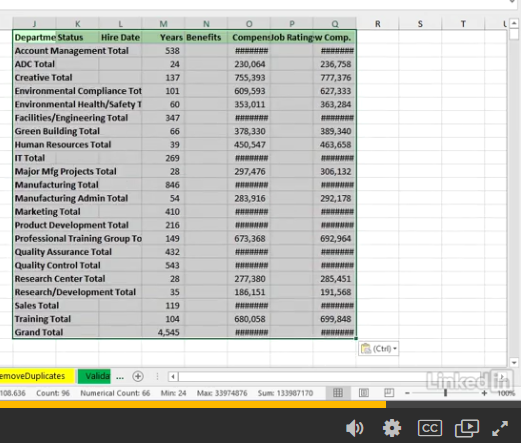 J K L M N O P Q R S T U
Departme Status Hire Date Years Benefits Compens Job Rating w Comp.
Account Management Total 538 ####### #######
ADC Total 24 230,064 236,758
Creative Total 137 755,393 777,376
Environmental Compliance Tot 101 609,593 627,333
Environmental Health/Safety T 60 353,011 363,284
Facilities/Engineering Total 347 ####### #######
Green Building Total 66 378,330 389,340
Human Resources Total 39 450,547 463,658
IT Total 269 ####### #######
Major Mfg Projects Total 28 297,476 306,132
Manufacturing Total 846 ####### #######
Manufacturing Admin Total 54 283,916 292,178
Marketing Total 410 ####### #######
Product Development Total 216 ####### #######
Professional Training Group To 149 673,368 692,964
Quality Assurance Total 432 ####### #######
Quality Control Total 543 ####### #######
Research Center Total 28 277,380 285,451
Research/Development Total 35 186,151 191,568
Sales Total 119 ####### #######
Training Total 104 680,058 699,848
Grand Total 4,545 ####### #######
(Ctrl)
emoveDuplicates Valida ...
LinkedIn
108.636 Count: 96 Numerical Count: 66 Min: 24 Max: 33974876 Sum: 133987170 100%
CC